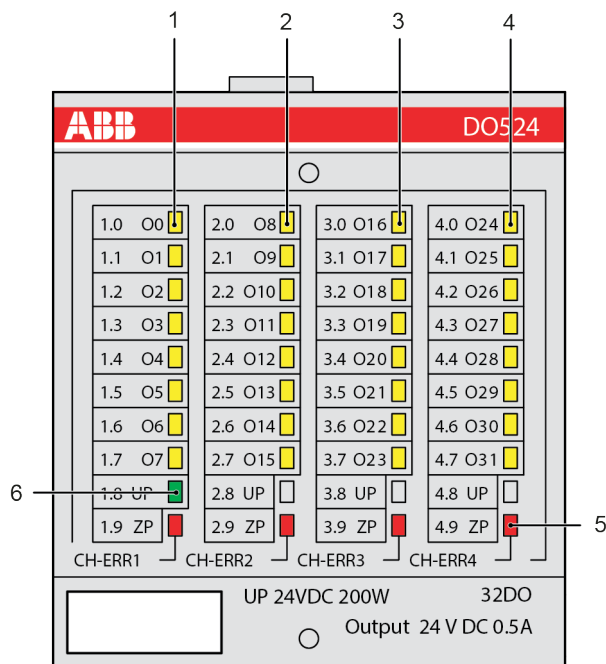 1 2 3 4
ABB DO524
1.0 O0 2.0 O8 3.0 O16 4.0 O24
1.1 O1 2.1 O9 3.1 O17 4.1 O25
1.2 O2 2.2 O10 3.2 O18 4.2 O26
1.3 O3 2.3 O11 3.3 O19 4.3 O27
1.4 O4 2.4 O12 3.4 O20 4.4 O28
1.5 O5 2.5 O13 3.5 O21 4.5 O29
1.6 O6 2.6 O14 3.6 O22 4.6 O30
1.7 O7 2.7 O15 3.7 O23 4.7 O31
6 1.8 UP 2.8 UP 3.8 UP 4.8 UP
1.9 ZP 2.9 ZP 3.9 ZP 4.9 ZP 5
CH-ERR1 CH-ERR2 CH-ERR3 CH-ERR4
UP 24VDC 200W 32DO
Output 24 V DC 0.5A